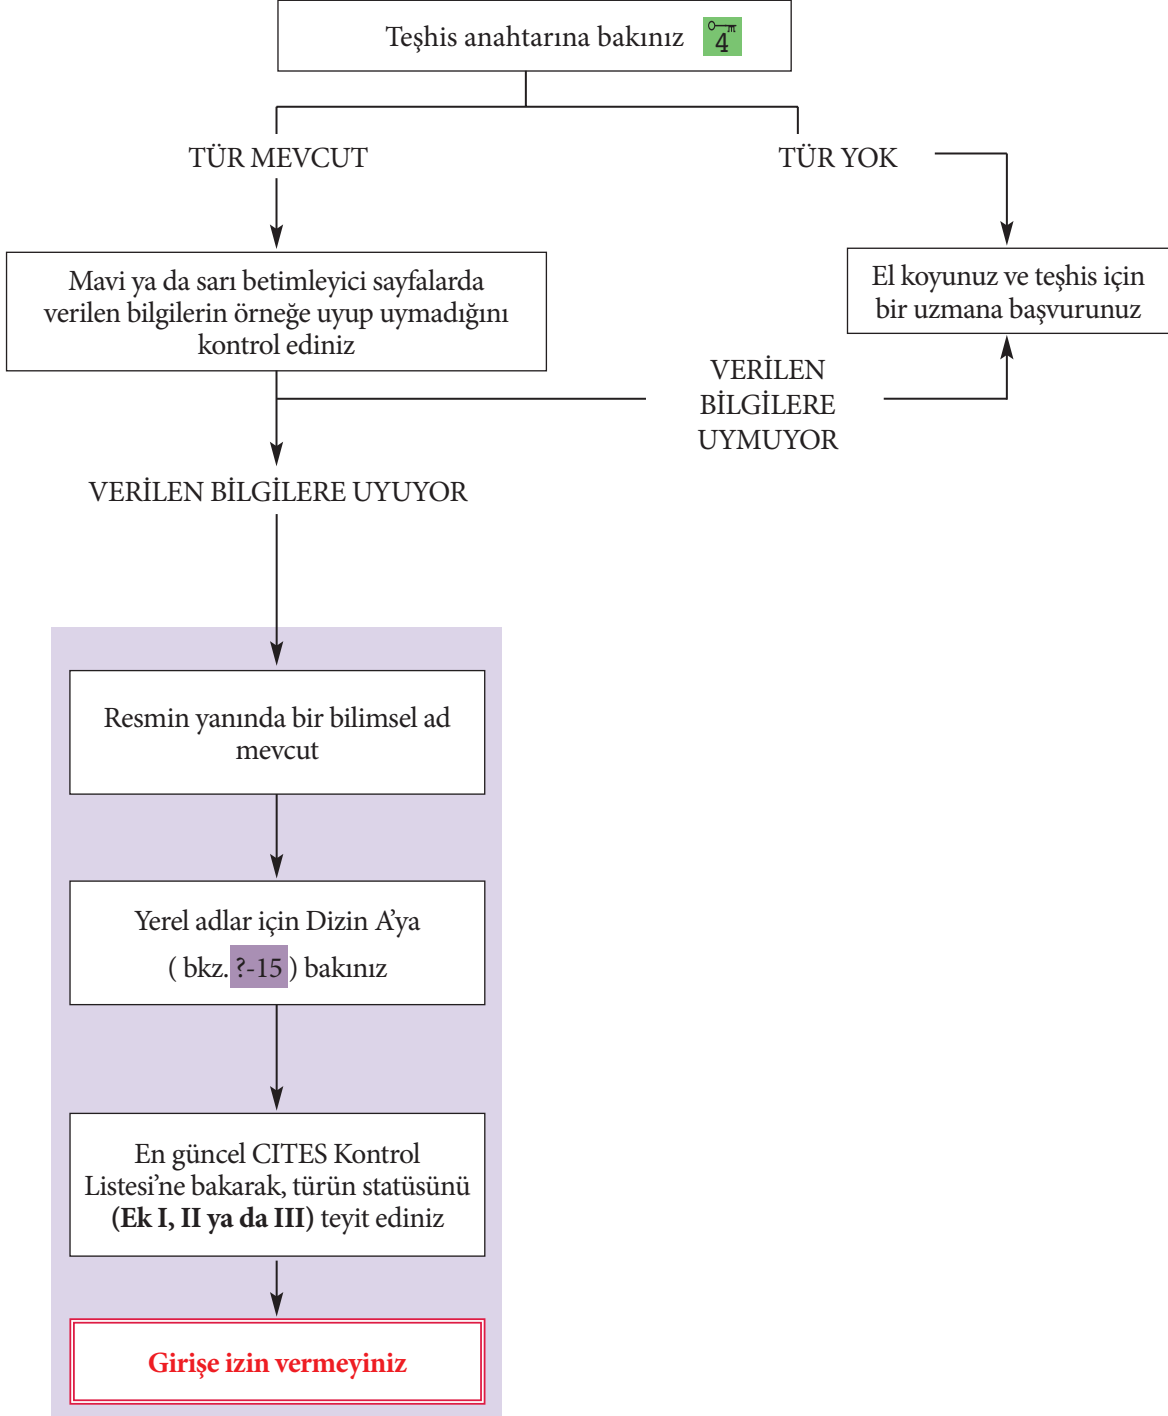 Teşhis anahtarına bakınız 4
TÜR MEVCUT
TÜR YOK
Mavi ya da sarı betimleyici sayfalarda
verilen bilgilerin örneğe uyup uymadığını
kontrol ediniz
El koyunuz ve teşhis için
bir uzmana başvurunuz
VERİLEN
BİLGİLERE
UYMUYOR
VERİLEN BİLGİLERE UYUYOR
Resmin yanında bir bilimsel ad
mevcut
Yerel adlar için Dizin A’ya
( bkz. ?-15 ) bakınız
En güncel CITES Kontrol
Listesi’ne bakarak, türün statüsünü
(Ek I, II ya da III) teyit ediniz
Girişe izin vermeyiniz